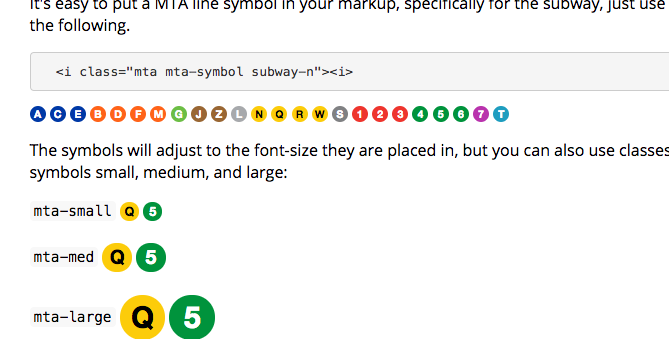 It's easy to put a MTA line symbol in your markup, specifically for the subway, just use
the following.
<i class="mta mta-symbol subway-n"><i>
A C E B D F M G J Z L N Q R W S 1 2 3 4 5 6 7 T
The symbols will adjust to the font-size they are placed in, but you can also use classes
symbols small, medium, and large:
mta-small Q 5
mta-med Q 5
mta-large Q 5